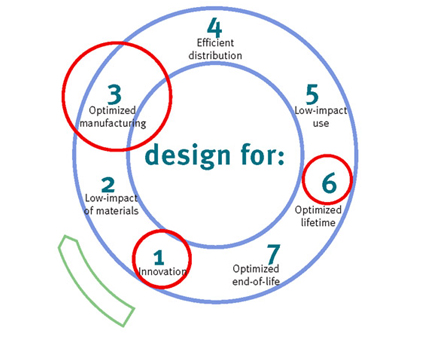 4
Efficient
distribution
3
Optimized
manufacturing
5
Low-impact
use
design for:
2
Low-impact
of materials
6
Optimized
lifetime
1
Innovation
7
Optimized
end-of-life